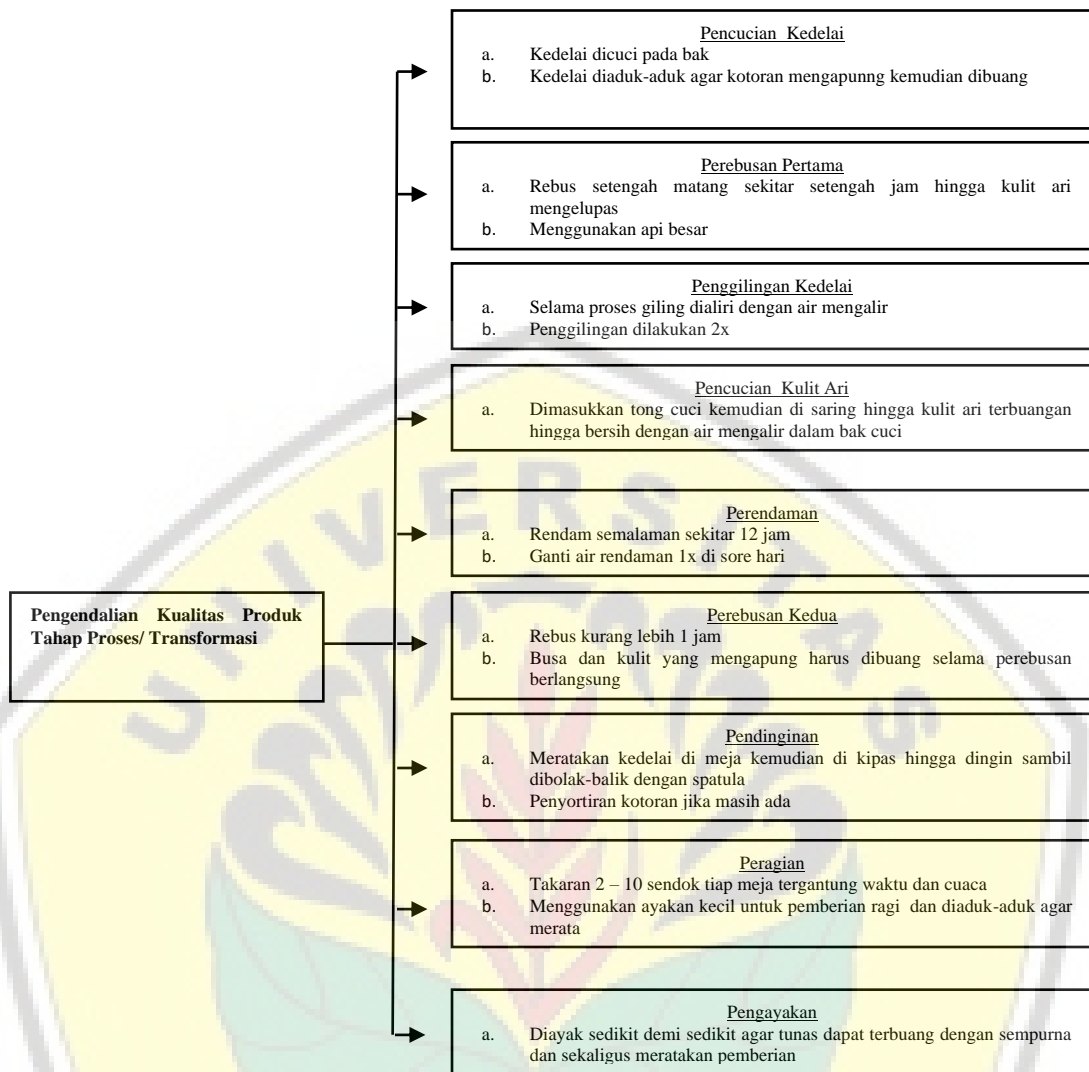 Pencucian Kedelai
a. Kedelai dicuci pada bak
b. Kedelai diaduk-aduk agar kotoran mengapunng kemudian dibuang
Perebusan Pertama
a. Rebus setengah matang sekitar setengah jam hingga kulit ari
mengelupas
b. Menggunakan api besar
Penggilingan Kedelai
a. Selama proses giling dialiri dengan air mengalir
b. Penggilingan dilakukan 2x
Pencucian Kulit Ari
a. Dimasukkan tong cuci kemudian di saring hingga kulit ari terbuangan
hingga bersih dengan air mengalir dalam bak cuci
Perendaman
a. Rendam semalaman sekitar 12 jam
b. Ganti air rendaman 1x di sore hari
Pengendalian Kualitas Produk
Tahap Proses/ Transformasi
Perebusan Kedua
a. Rebus kurang lebih 1 jam
b. Busa dan kulit yang mengapung harus dibuang selama perebusan
berlangsung
Pendinginan
a. Meratakan kedelai di meja kemudian di kipas hingga dingin sambil
dibolak-balik dengan spatula
b. Penyortiran kotoran jika masih ada
Peragian
a. Takaran 2 – 10 sendok tiap meja tergantung waktu dan cuaca
b. Menggunakan ayakan kecil untuk pemberian ragi dan diaduk-aduk agar
merata
Pengayakan
a. Diayak sedikit demi sedikit agar tunas dapat terbuang dengan sempurna
dan sekaligus meratakan pemberian
UNIVERSITAS